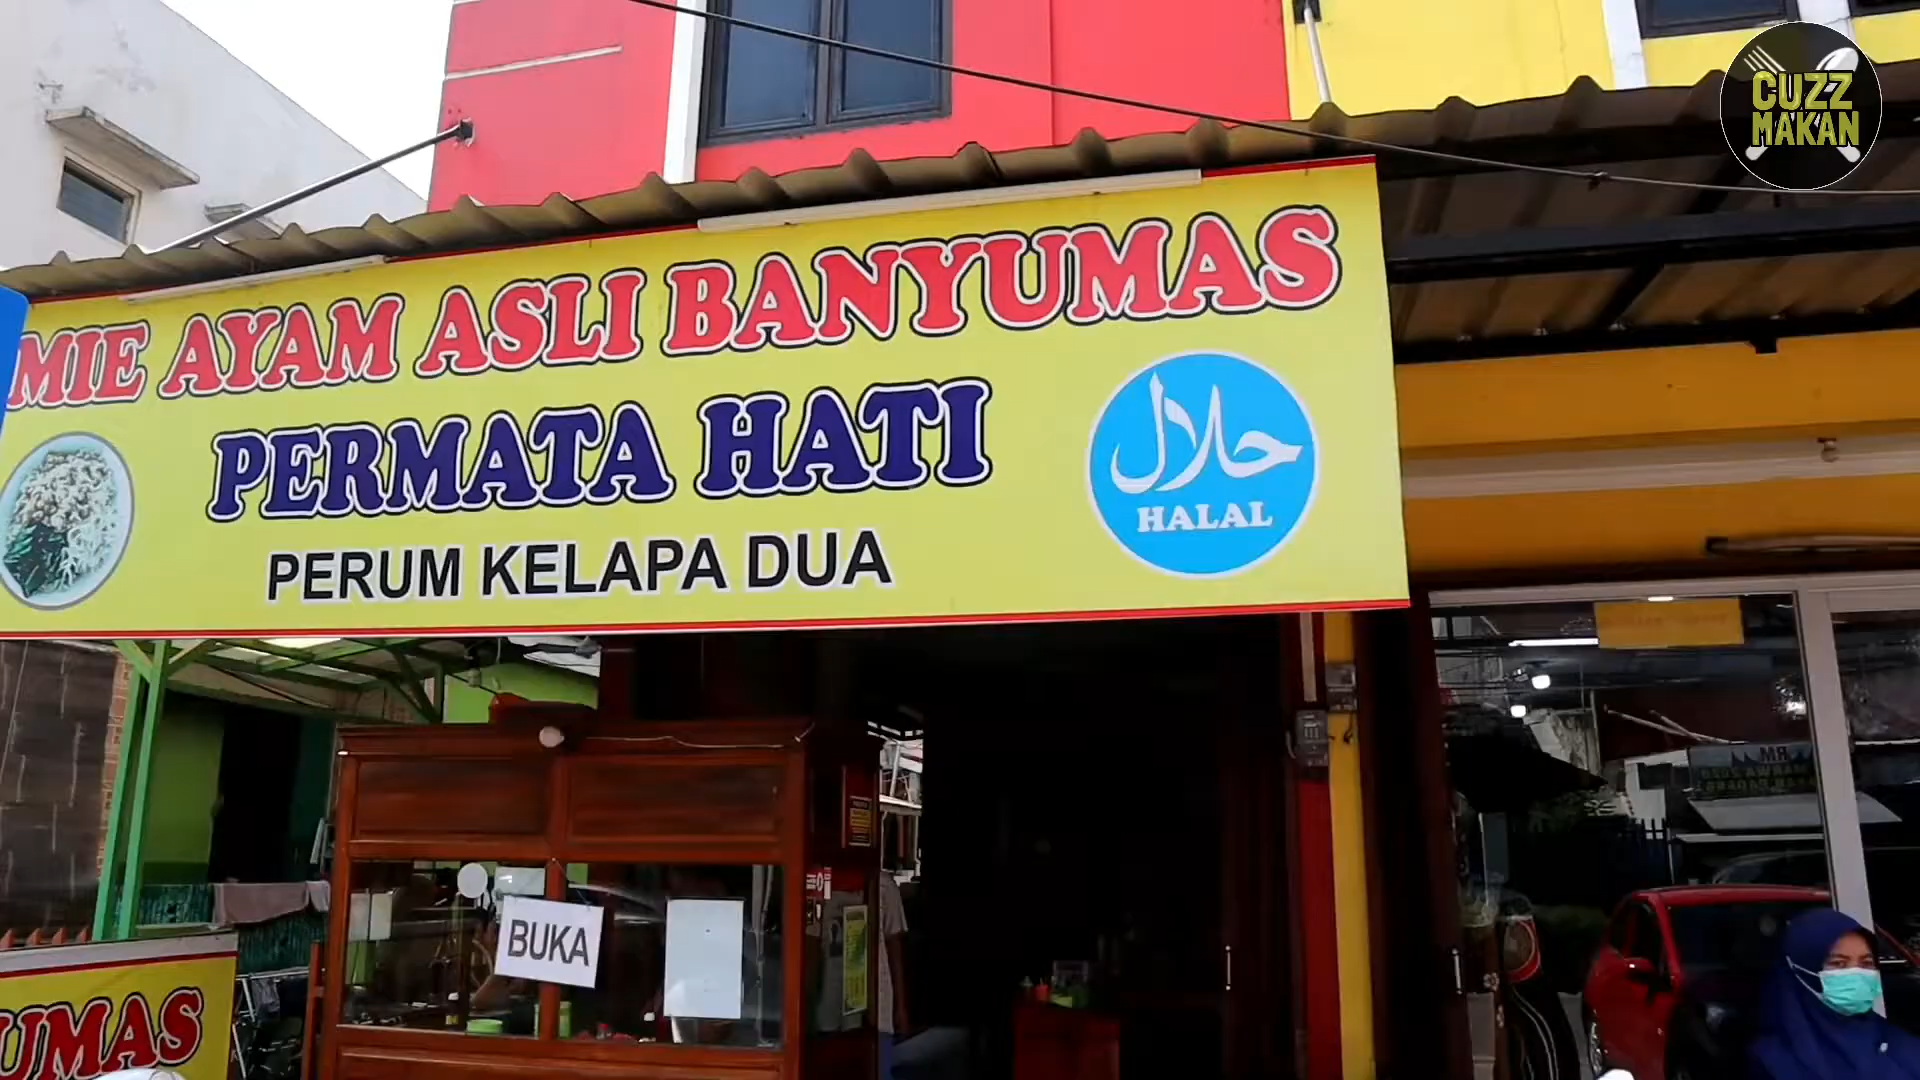 CUZZ
MAKAN
MIE AYAM ASLI BANYUMAS
PERMATA HATI
PERUM KELAPA DUA
حلال
HALAL
BUKA
UMAS